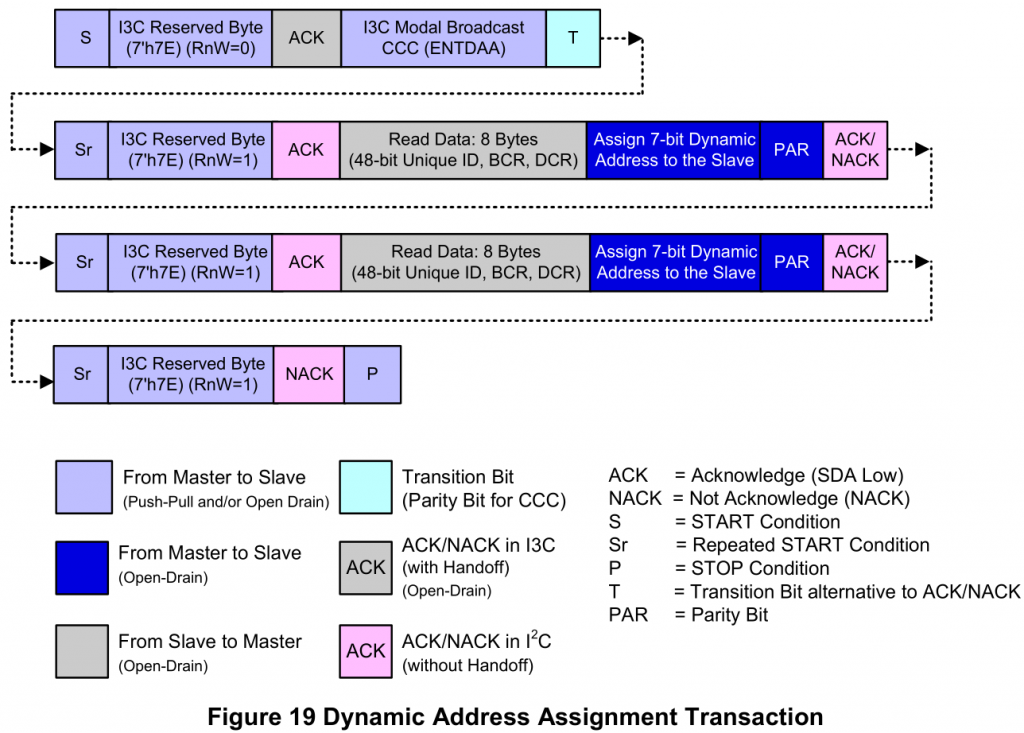 S
I3C Reserved Byte
(7'h7E) (RnW=0)
ACK
I3C Modal Broadcast
CCC (ENTDAA)
T
Sr
I3C Reserved Byte
(7'h7E) (RnW=1)
ACK
Read Data: 8 Bytes
(48-bit Unique ID, BCR, DCR)
Assign 7-bit Dynamic
Address to the Slave
PAR
ACK/
NACK
Sr
I3C Reserved Byte
(7'h7E) (RnW=1)
ACK
Read Data: 8 Bytes
(48-bit Unique ID, BCR, DCR)
Assign 7-bit Dynamic
Address to the Slave
PAR
ACK/
NACK
Sr
I3C Reserved Byte
(7'h7E) (RnW=1)
NACK
P
From Master to Slave
(Push-Pull and/or Open Drain)
From Master to Slave
(Open-Drain)
From Slave to Master
(Open-Drain)
Transition Bit
(Parity Bit for CCC)
ACK
ACK/NACK in I3C
(with Handoff)
(Open-Drain)
ACK
ACK/NACK in I²C
(without Handoff)
ACK = Acknowledge (SDA Low)
NACK = Not Acknowledge (NACK)
S = START Condition
Sr = Repeated START Condition
P = STOP Condition
T = Transition Bit alternative to ACK/NACK
PAR = Parity Bit
Figure 19 Dynamic Address Assignment Transaction